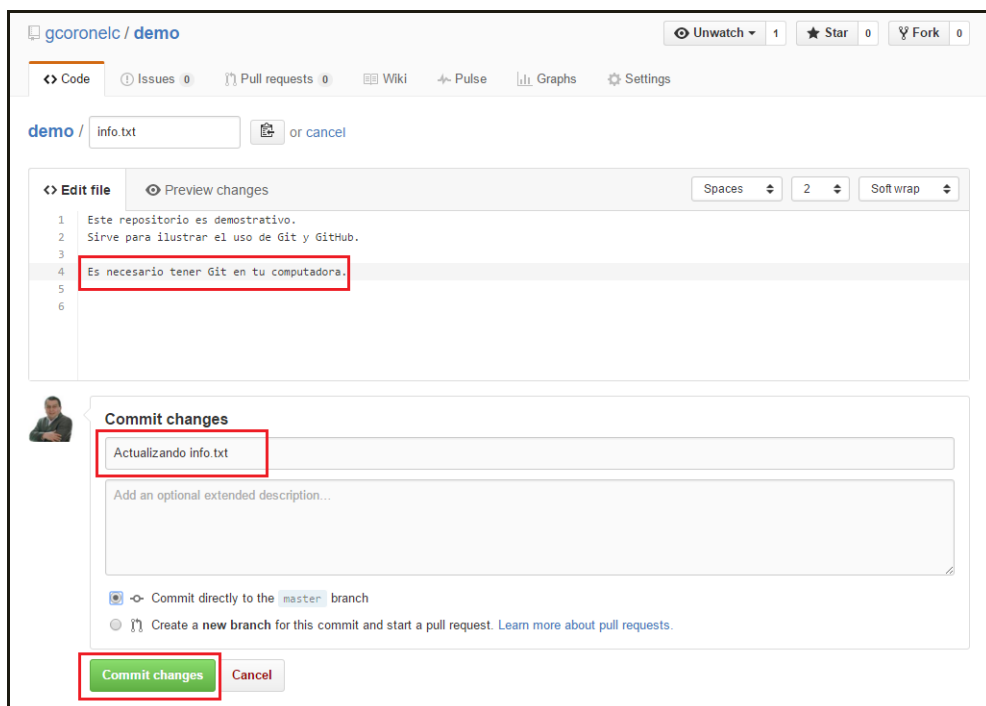 gcoronelc / demo
Unwatch 1 Star 0 Fork 0
Code Issues 0 Pull requests 0 Wiki Pulse Graphs Settings
demo / info.txt or cancel
Edit file Preview changes Spaces 2 Soft wrap
1 Este repositorio es demostrativo.
2 Sirve para ilustrar el uso de Git y GitHub.
3
4 Es necesario tener Git en tu computadora.
5
6
Commit changes
Actualizando info.txt
Add an optional extended description...
Commit directly to the master branch
Create a new branch for this commit and start a pull request. Learn more about pull requests.
Commit changes Cancel